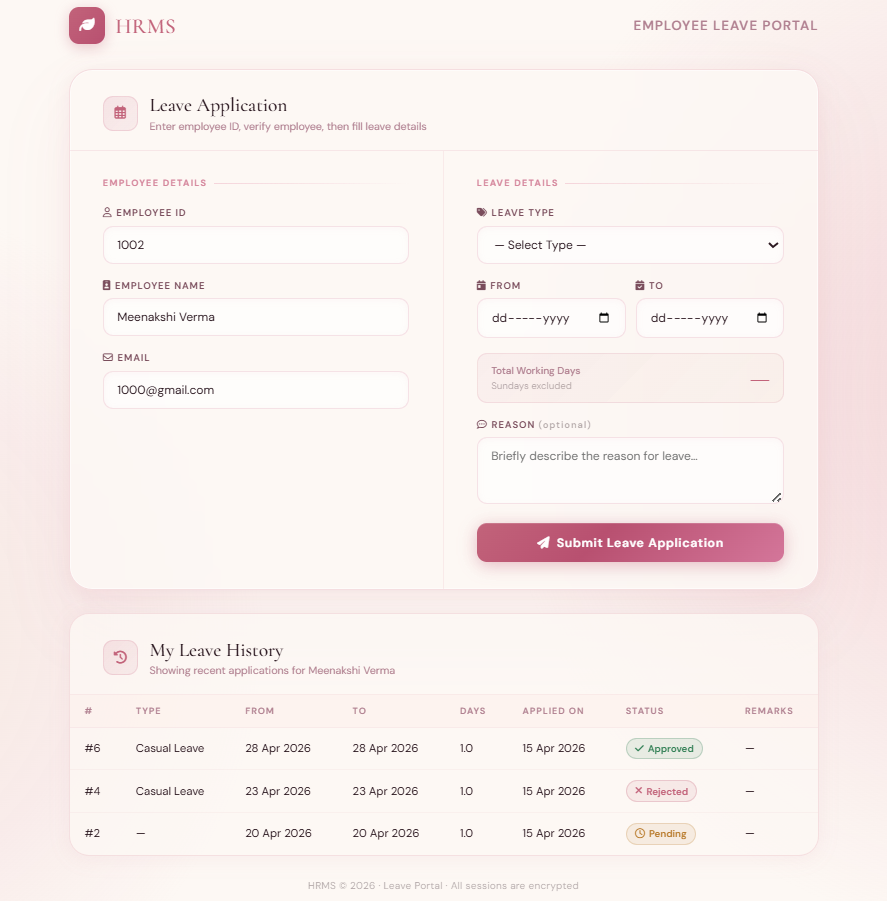 HRMS
EMPLOYEE LEAVE PORTAL
Leave Application
Enter employee ID, verify employee, then fill leave details
EMPLOYEE DETAILS
EMPLOYEE ID
1002
EMPLOYEE NAME
Meenakshi Verma
EMAIL
1000@gmail.com
LEAVE DETAILS
LEAVE TYPE
— Select Type —
FROM TO
dd-----yyyy dd-----yyyy
Total Working Days
Sundays excluded
—
REASON (optional)
Briefly describe the reason for leave…
Submit Leave Application
My Leave History
Showing recent applications for Meenakshi Verma
# TYPE FROM TO DAYS APPLIED ON STATUS REMARKS
#6 Casual Leave 28 Apr 2026 28 Apr 2026 1.0 15 Apr 2026 Approved —
#4 Casual Leave 23 Apr 2026 23 Apr 2026 1.0 15 Apr 2026 Rejected —
#2 — 20 Apr 2026 20 Apr 2026 1.0 15 Apr 2026 Pending —
HRMS © 2026 · Leave Portal · All sessions are encrypted